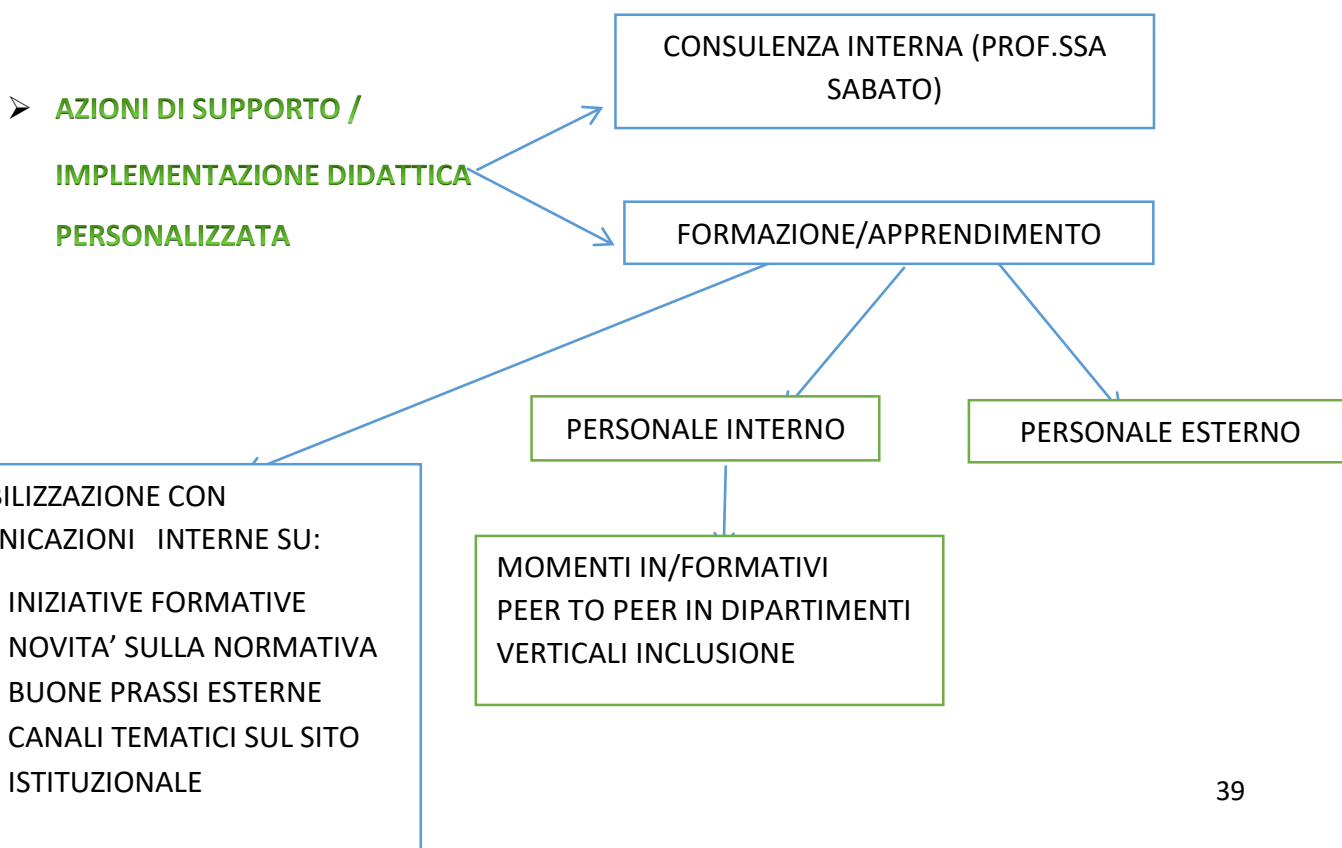 CONSULENZA INTERNA (PROF.SSA
SABATO)
➢ AZIONI DI SUPPORTO /
IMPLEMENTAZIONE DIDATTICA
PERSONALIZZATA
FORMAZIONE/APPRENDIMENTO
PERSONALE INTERNO
PERSONALE ESTERNO
CON
INTERNE SU:
INIZIATIVE FORMATIVE
NOVITA’ SULLA NORMATIVA
BUONE PRASSI ESTERNE
CANALI TEMATICI SUL SITO
ISTITUZIONALE
MOMENTI IN/FORMATIVI
PEER TO PEER IN DIPARTIMENTI
VERTICALI INCLUSIONE
39